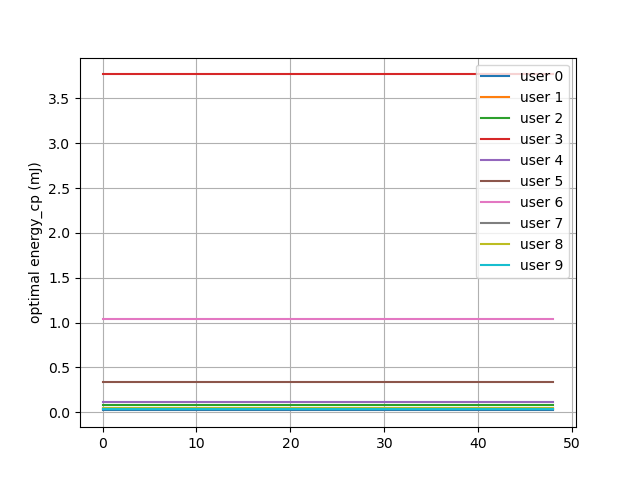 optimal energy_cp (mJ)
3.5
3.0
2.5
2.0
1.5
1.0
0.5
0.0
0 10 20 30 40 50
user 0
user 1
user 2
user 3
user 4
user 5
user 6
user 7
user 8
user 9